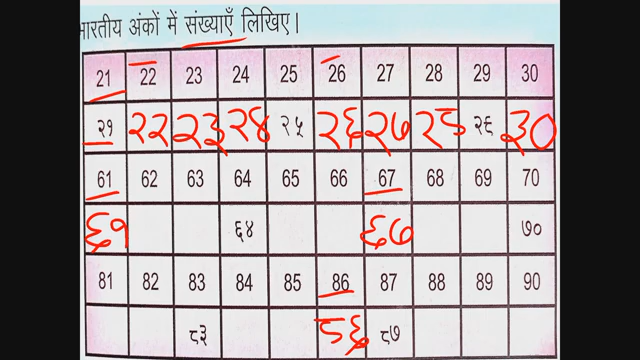 भारतीय अंकों में संख्याएँ लिखिए।
21 22 23 24 25 26 27 28 29 30
२१ २२ २३ २४ २५ २६ २७ २८ २९ ३०
61 62 63 64 65 66 67 68 69 70
६१ ६४ ६७ ७०
81 82 83 84 85 86 87 88 89 90
८३ ८६ ८७